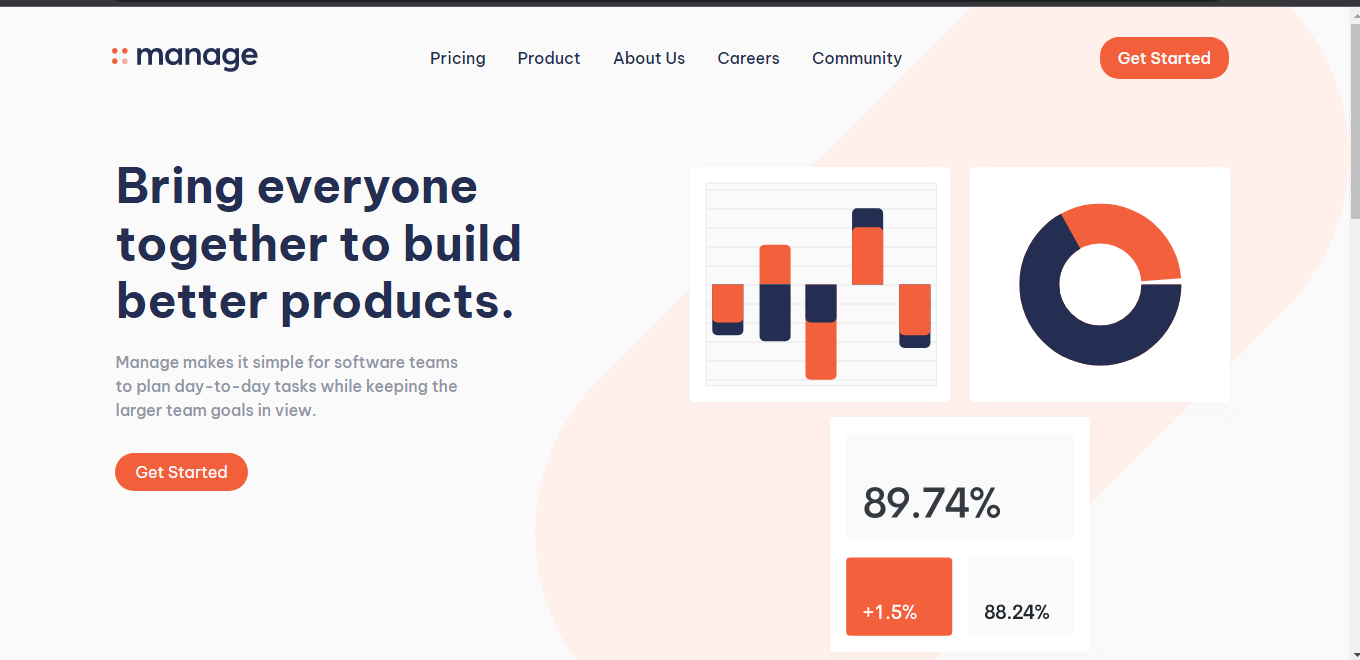 manage
Pricing
Product
About Us
Careers
Community
Get Started
Bring everyone
together to build
better products.
Manage makes it simple for software teams
to plan day-to-day tasks while keeping the
larger team goals in view.
Get Started
89.74%
+1.5%
88.24%